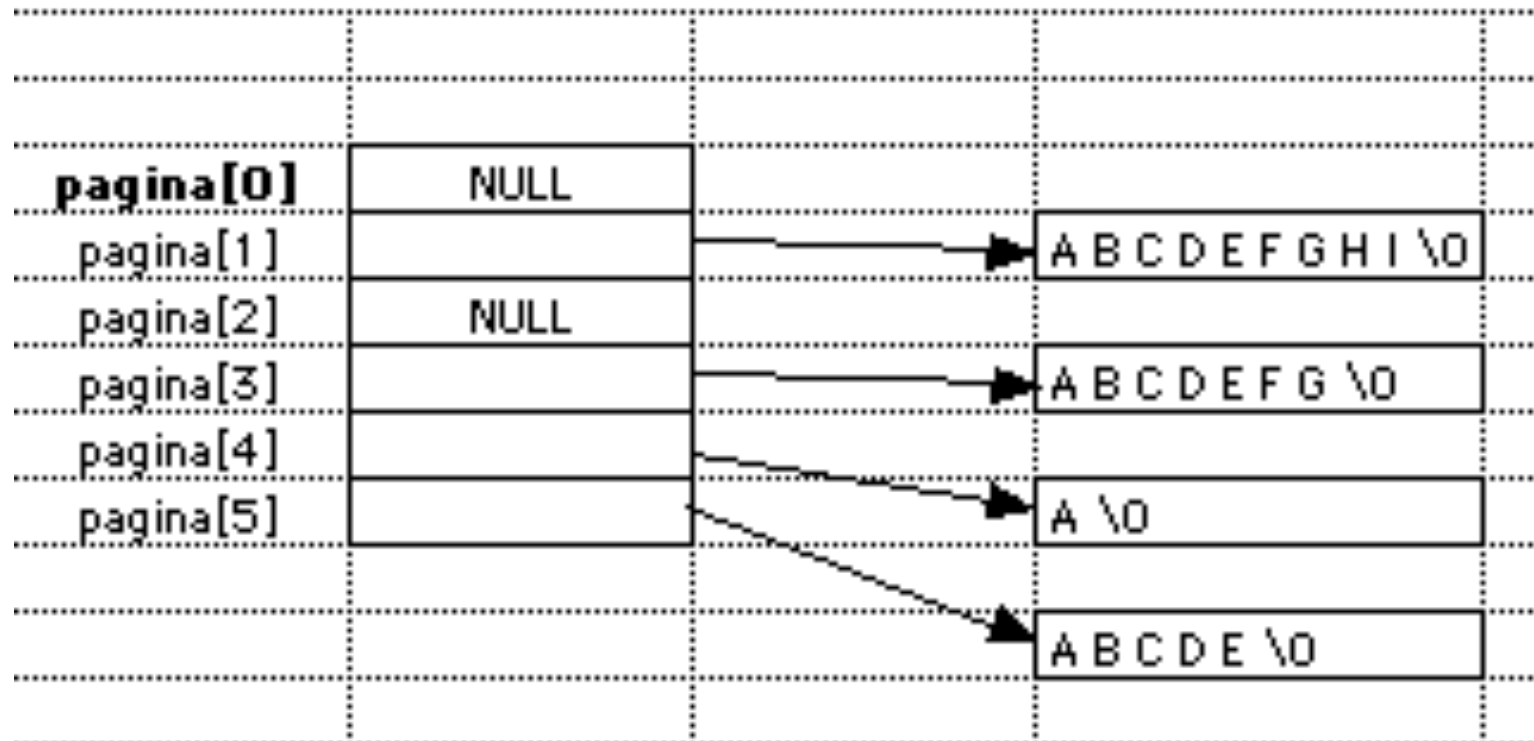 pagina[0] NULL
pagina[1] A B C D E F G H I \0
pagina[2] NULL
pagina[3] A B C D E F G \0
pagina[4]
pagina[5] A \0
A B C D E \0